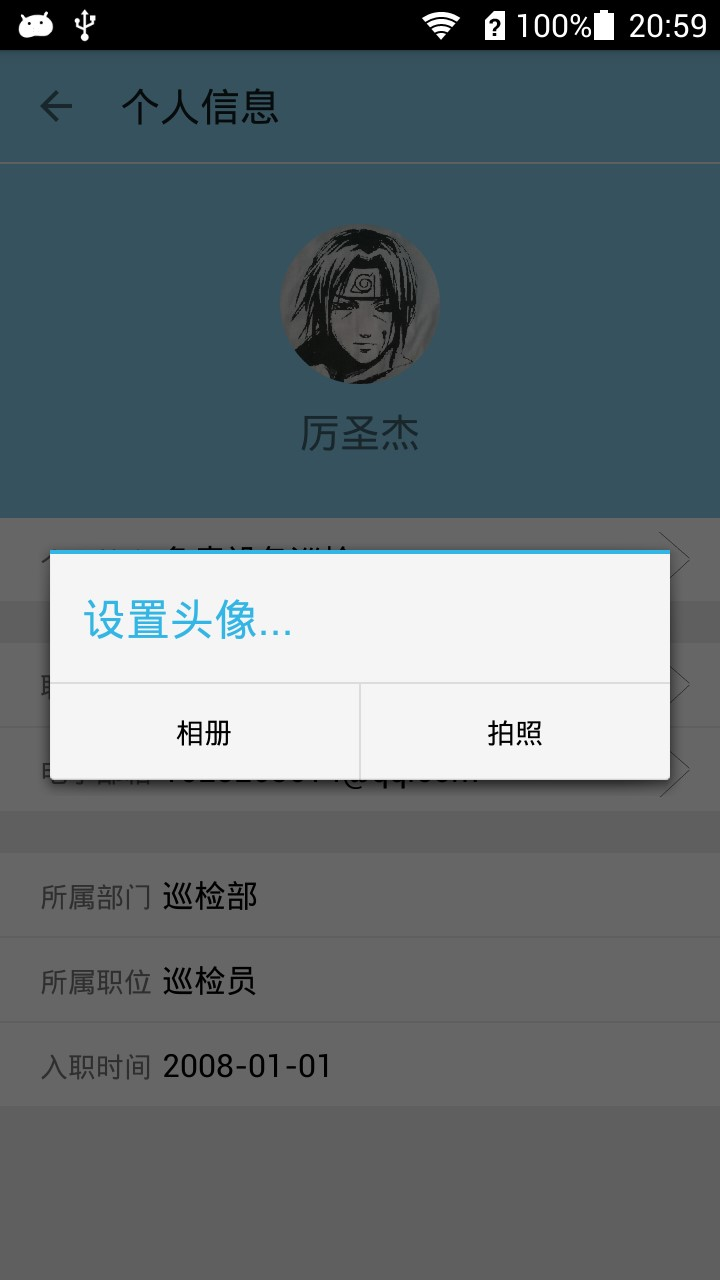 100% 20:59
个人信息
厉圣杰
设置头像...
相册 拍照
所属部门 巡检部
所属职位 巡检员
入职时间 2008-01-01